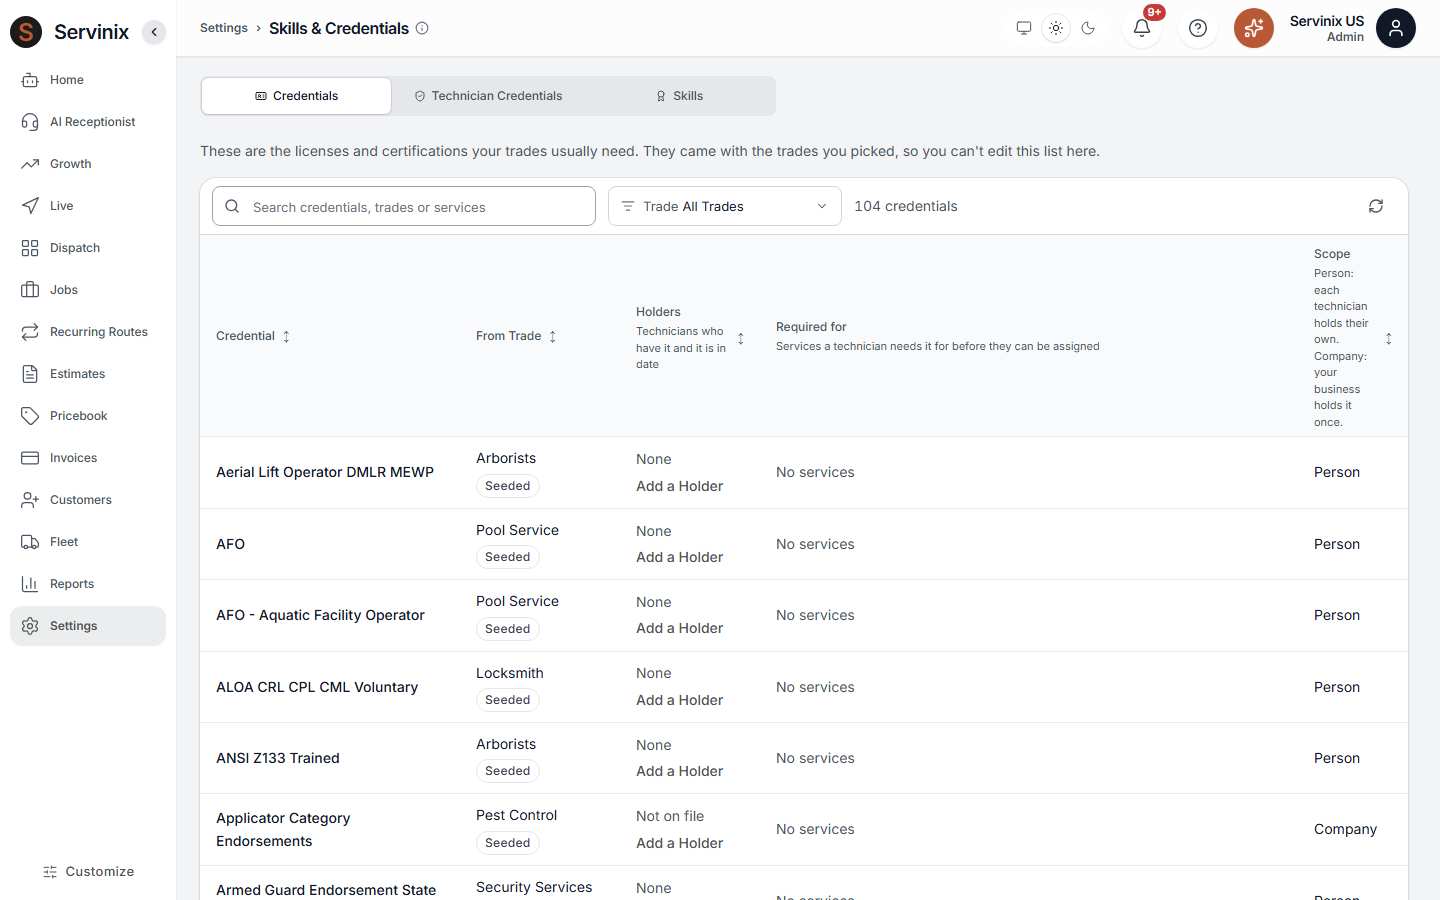 Servinix
Home
AI Receptionist
Growth
Live
Dispatch
Jobs
Recurring Routes
Estimates
Pricebook
Invoices
Customers
Fleet
Reports
Settings
Customize
Settings › Skills & Credentials
9+
Servinix US
Admin
Credentials
Technician Credentials
Skills
These are the licenses and certifications your trades usually need. They came with the trades you picked, so you can't edit this list here.
Search credentials, trades or services
Trade All Trades
104 credentials
Credential
From Trade
Holders
Technicians who
have it and it is in
date
Required for
Services a technician needs it for before they can be assigned
Scope
Person:
each
technician
holds their
own.
Company:
your
business
holds it
once.
Aerial Lift Operator DMLR MEWP
Arborists
Seeded
None
Add a Holder
No services
Person
AFO
Pool Service
Seeded
None
Add a Holder
No services
Person
AFO - Aquatic Facility Operator
Pool Service
Seeded
None
Add a Holder
No services
Person
ALOA CRL CPL CML Voluntary
Locksmith
Seeded
None
Add a Holder
No services
Person
ANSI Z133 Trained
Arborists
Seeded
None
Add a Holder
No services
Person
Applicator Category
Endorsements
Pest Control
Seeded
Not on file
Add a Holder
No services
Company
Armed Guard Endorsement State
Security Services
None